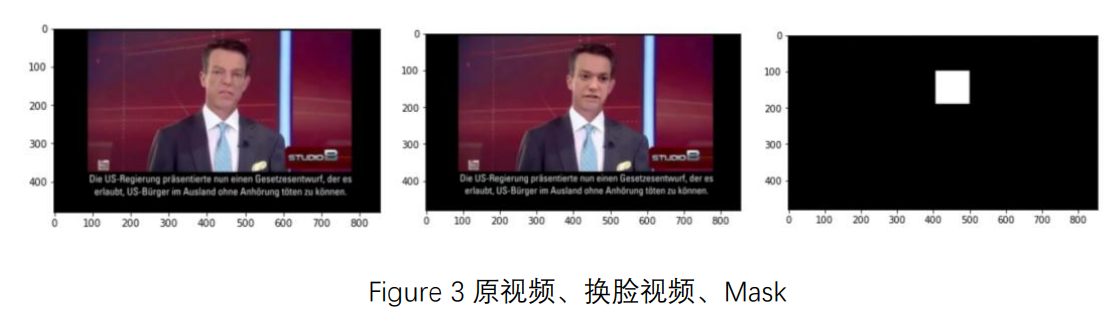 0
100
200
300
400
0 100 200 300 400 500 600 700 800
STUDIO B
Die US-Regierung präsentierte nun einen Gesetzesentwurf, der es
erlaubt, US-Bürger im Ausland ohne Anhörung töten zu können.
0
100
200
300
400
0 100 200 300 400 500 600 700 800
STUDIO B
Die US-Regierung präsentierte nun einen Gesetzesentwurf, der es
erlaubt, US-Bürger im Ausland ohne Anhörung töten zu können.
0
100
200
300
400
0 100 200 300 400 500 600 700 800
Figure 3 原视频、换脸视频、Mask